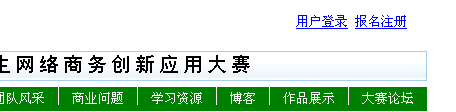 用户登录 报名注册
生网络商务创新应用大赛
团队风采 商业问题 学习资源 博客 作品展示 大赛论坛